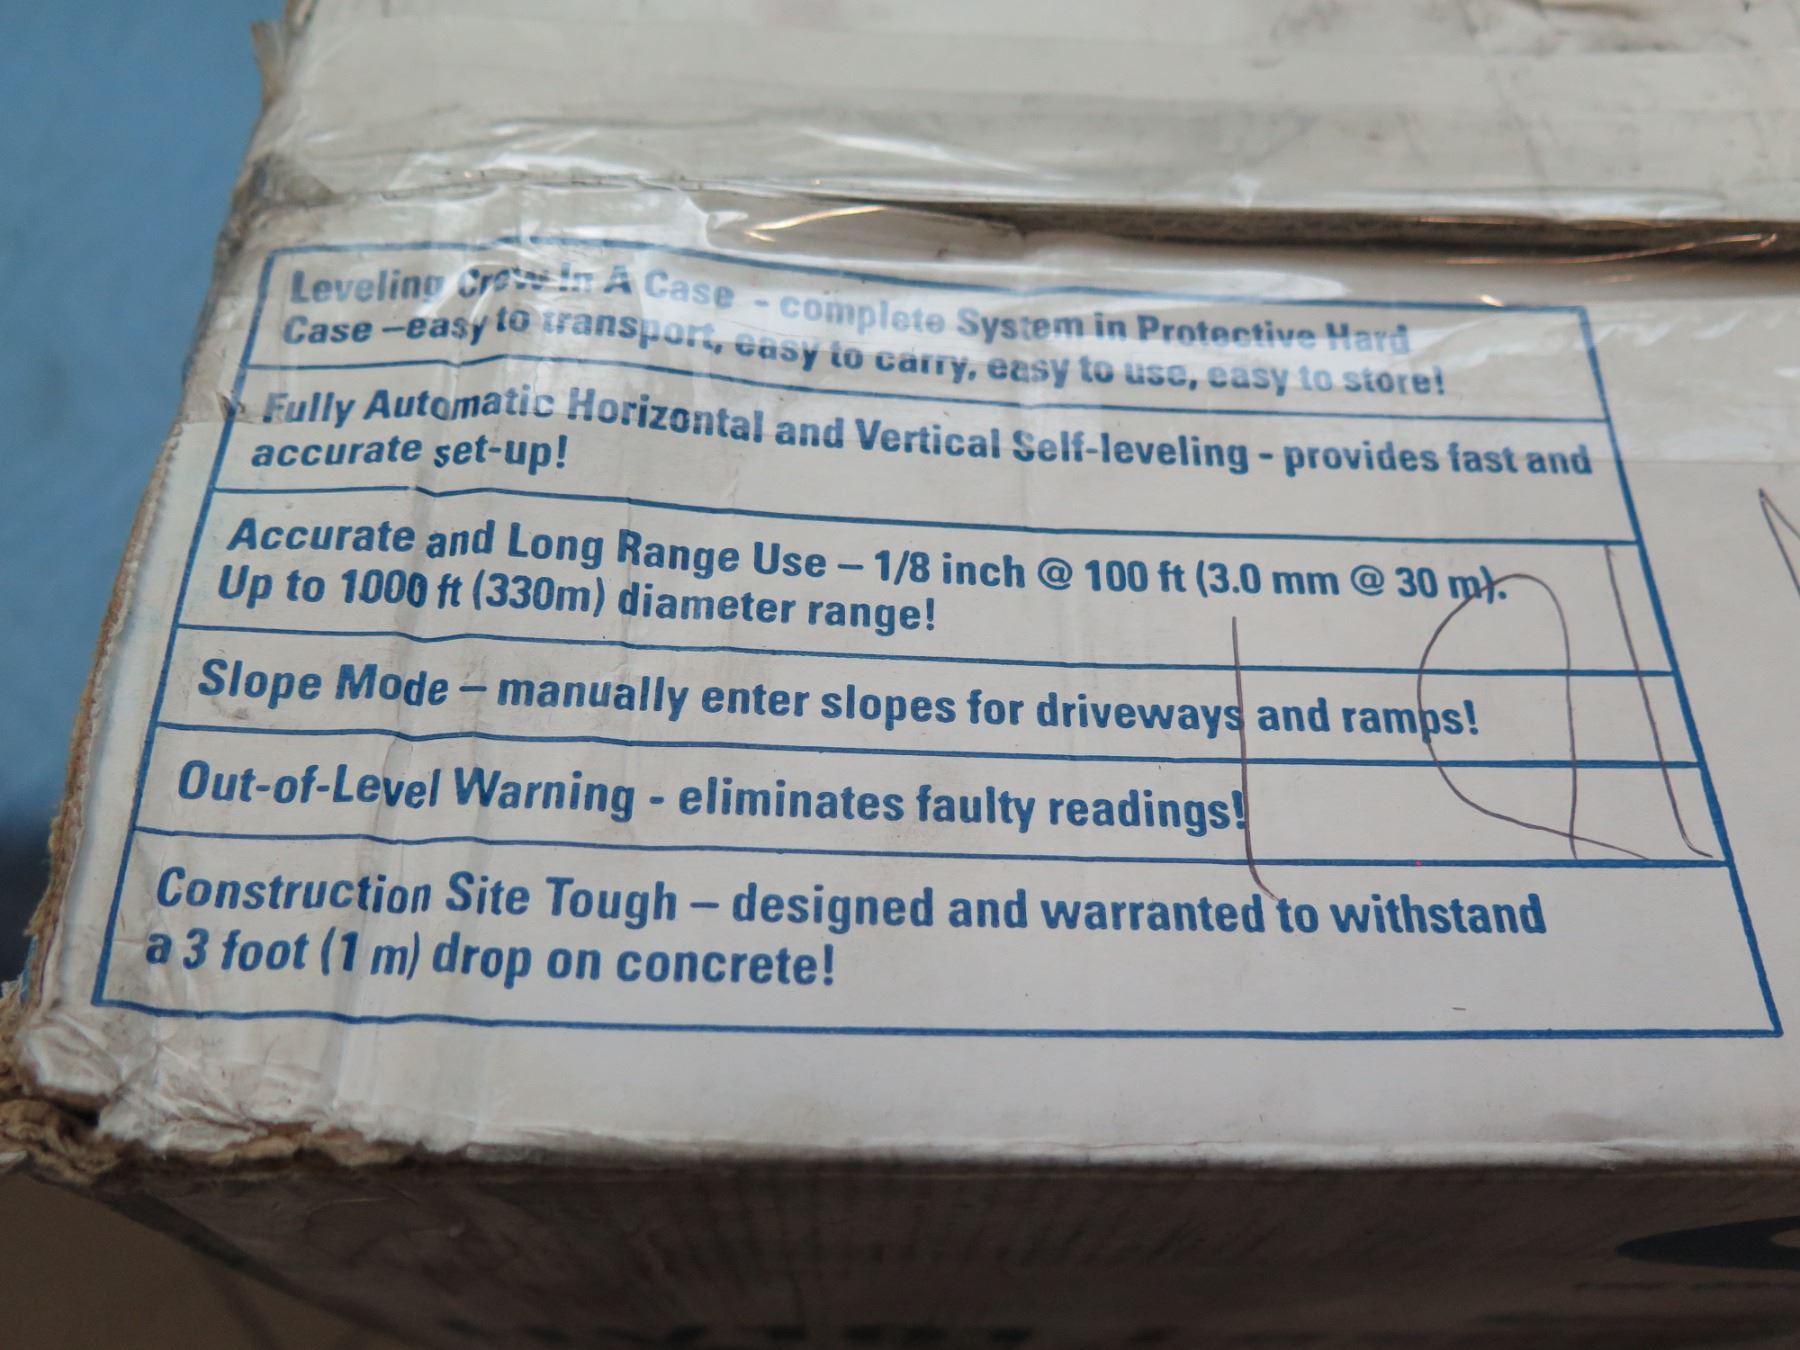 Leveling Crew In A Case - complete System in Protective Hard
Case –easy to transport, easy to carry, easy to use, easy to store!
Fully Automatic Horizontal and Vertical Self-leveling - provides fast and
accurate set-up!
Accurate and Long Range Use – 1/8 inch @ 100 ft (3.0 mm @ 30 m).
Up to 1000 ft (330m) diameter range!
Slope Mode – manually enter slopes for driveways and ramps!
Out-of-Level Warning - eliminates faulty readings!
Construction Site Tough – designed and warranted to withstand
a 3 foot (1 m) drop on concrete!